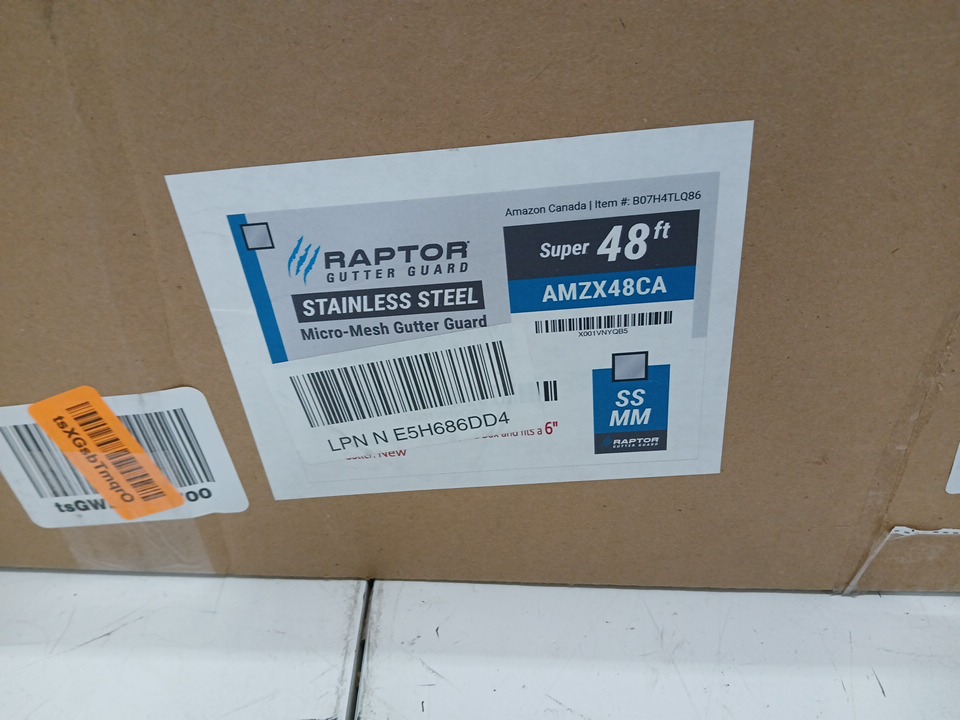 Amazon Canada | Item #: B07H4TLQ86
RAPTOR
GUTTER GUARD
STAINLESS STEEL
Micro-Mesh Gutter Guard
Super 48 ft
AMZX48CA
X001VNYQB5
LPN N E5H686DD4
and fits a 6"
New
SS
MM
RAPTOR
GUTTER GUARD
tsXGsbTmqrO
tsGW
00